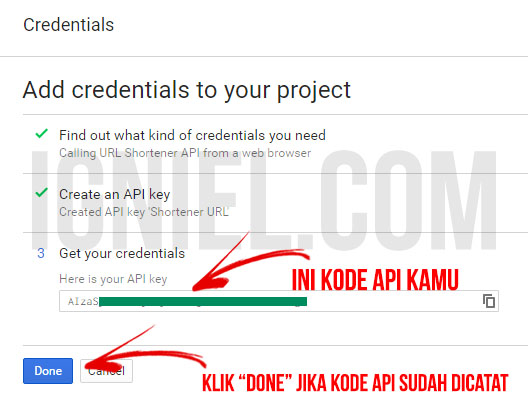 Credentials
Add credentials to your project
Find out what kind of credentials you need
Calling URL Shortener API from a web browser
IGNIEL.COM
Create an API key
Created API key 'Shortener URL'
3 Get your credentials
Here is your API key
INI KODE API KAMU
AIzaS
Done
Cancel
KLIK “DONE” JIKA KODE API SUDAH DICATAT